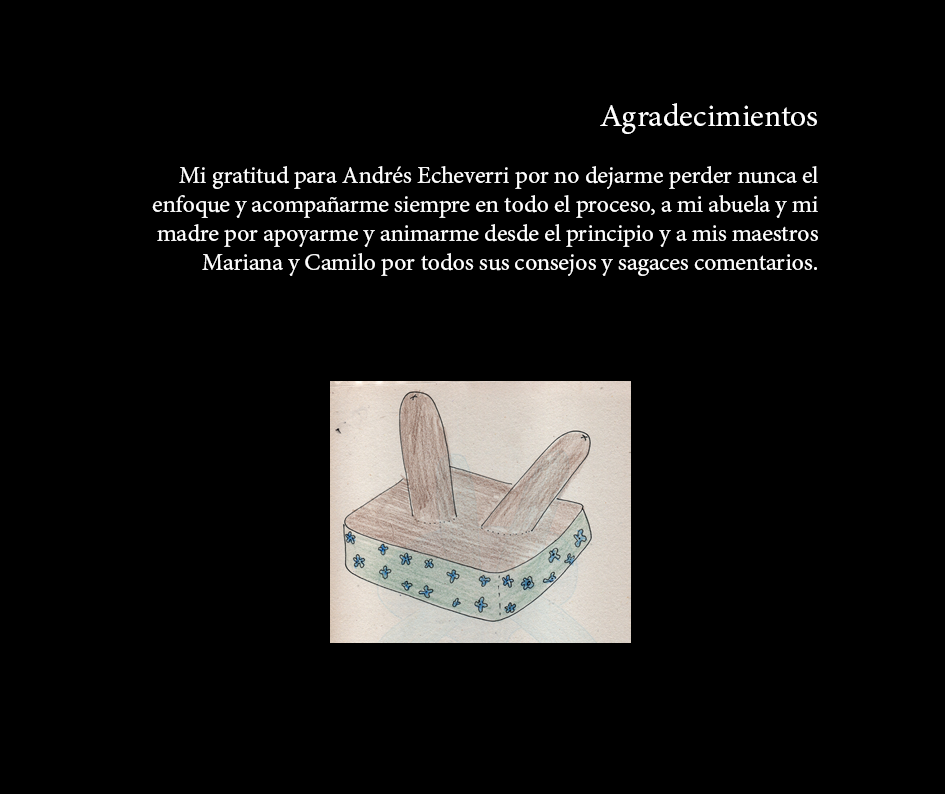 Agradecimientos
Mi gratitud para Andrés Echeverri por no dejarme perder nunca el
enfoque y acompañarme siempre en todo el proceso, a mi abuela y mi
madre por apoyarme y animarme desde el principio y a mis maestros
Mariana y Camilo por todos sus consejos y sagaces comentarios.